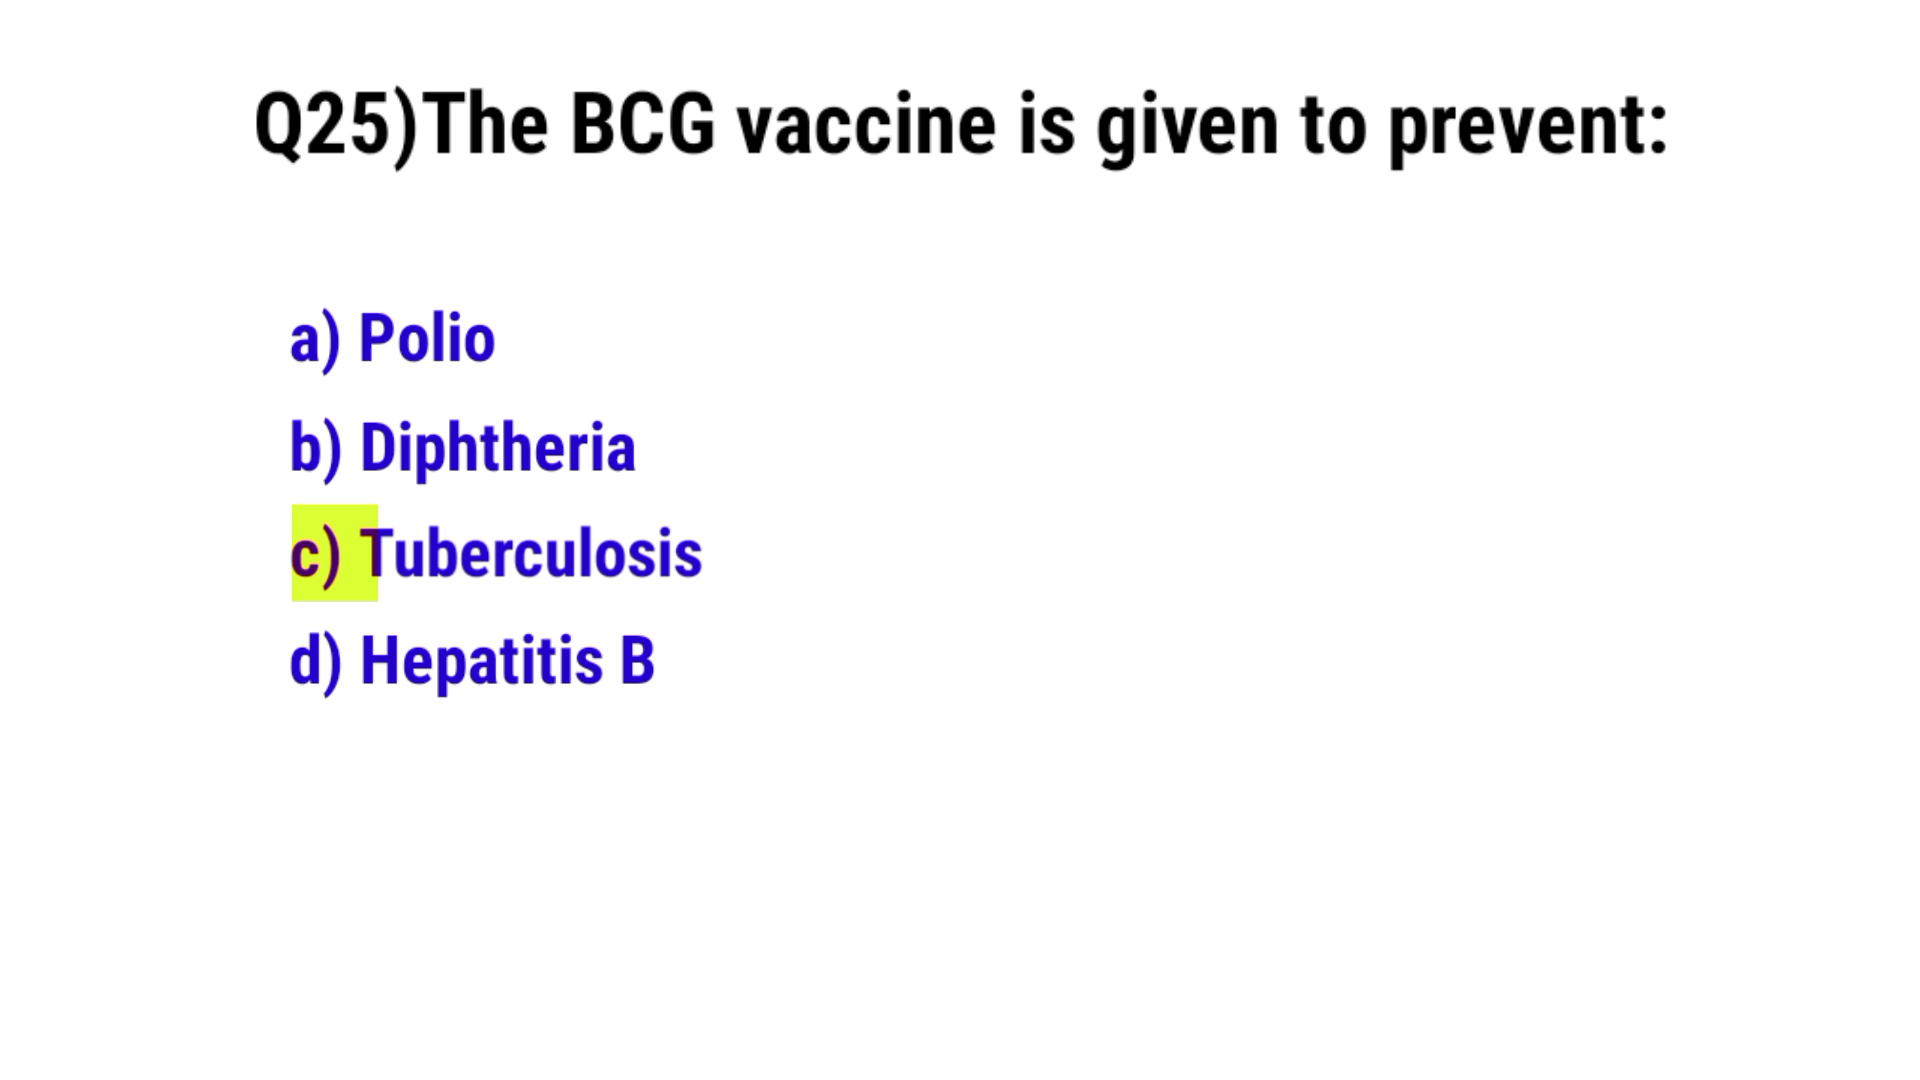 Q25)The BCG vaccine is given to prevent:
a) Polio
b) Diphtheria
c) Tuberculosis
d) Hepatitis B